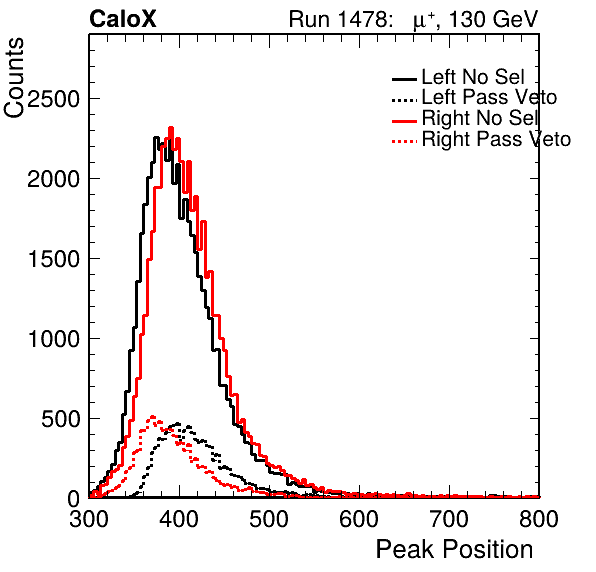 CaloX Run 1478: μ⁺, 130 GeV
Counts
Left No Sel
Left Pass Veto
Right No Sel
Right Pass Veto
2500
2000
1500
1000
500
0
300 400 500 600 700 800
Peak Position